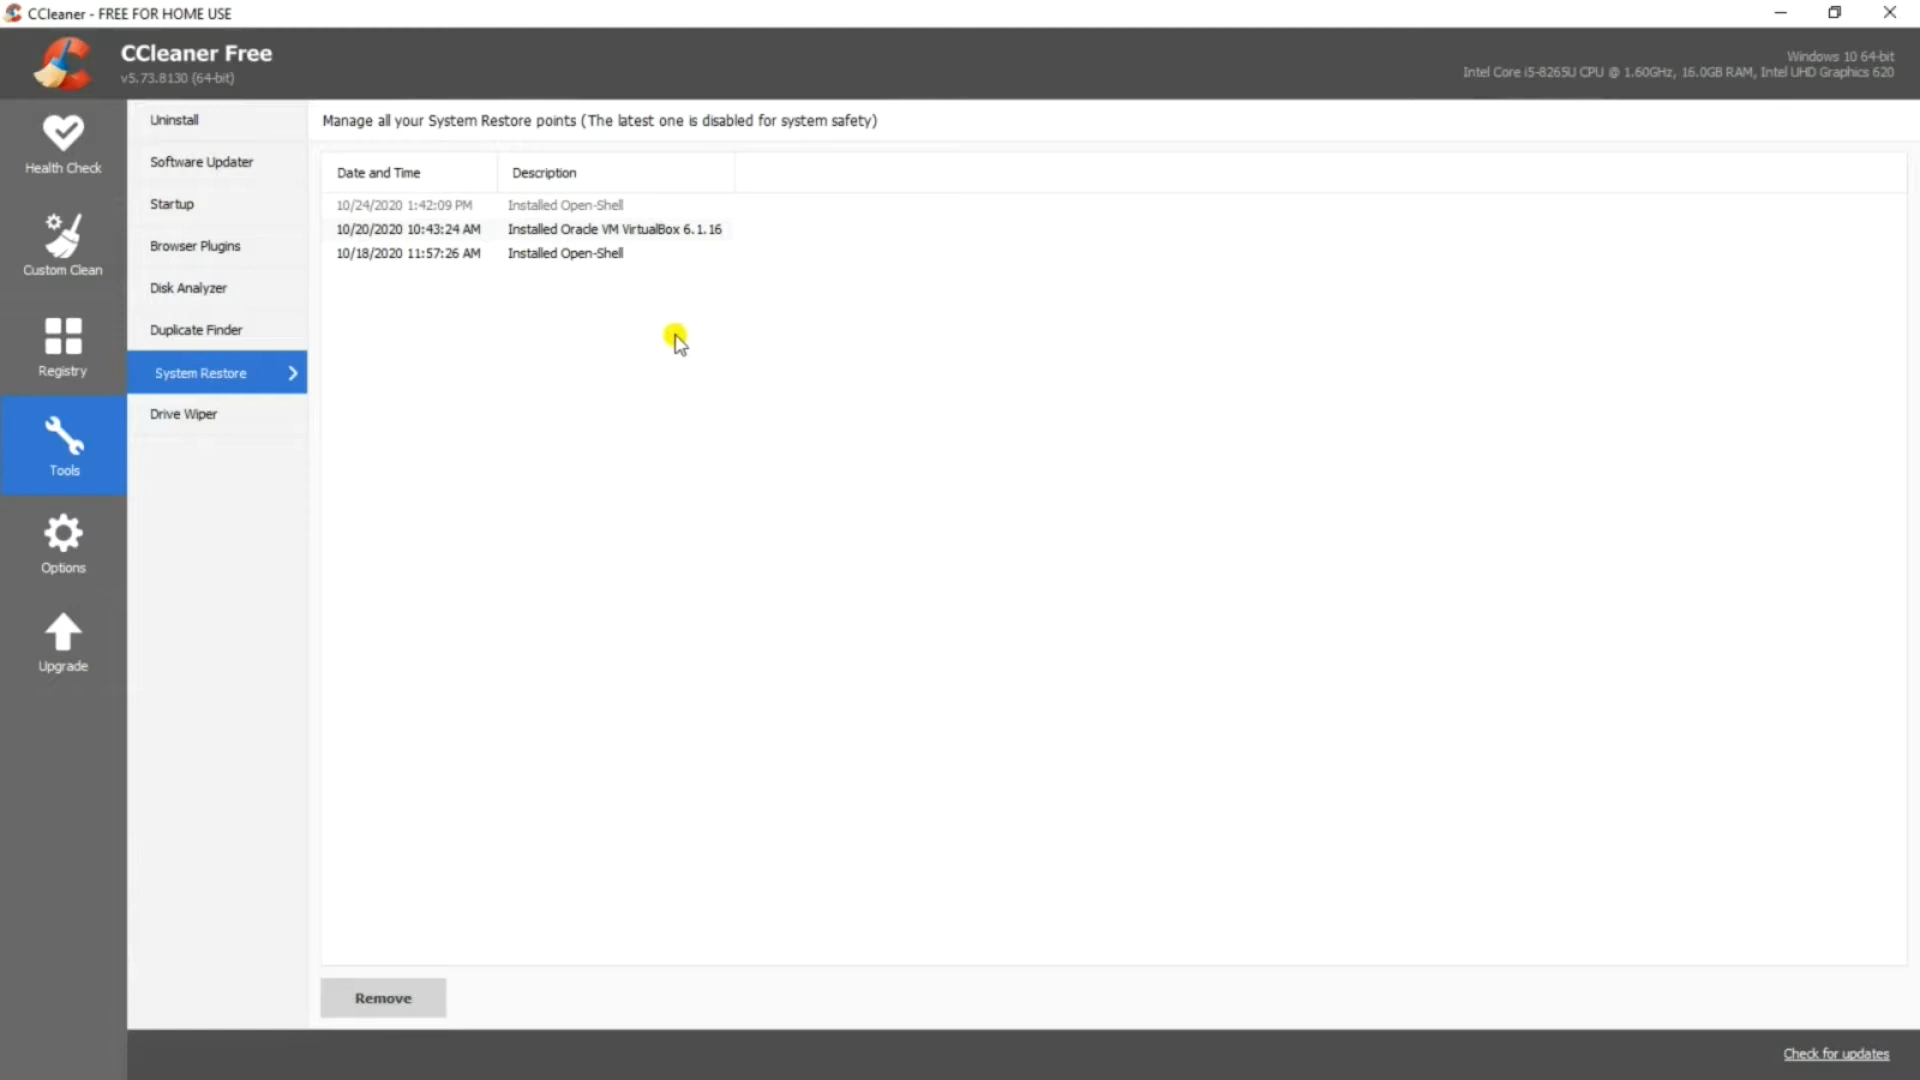 CCleaner - FREE FOR HOME USE
CCleaner Free
v5.73.8130 (64-bit)
Windows 10 64-bit
Intel Core i5-8265U CPU @ 1.60GHz, 16.0GB RAM, Intel UHD Graphics 620
Health Check
Custom Clean
Registry
Tools
Options
Upgrade
Uninstall
Software Updater
Startup
Browser Plugins
Disk Analyzer
Duplicate Finder
System Restore
Drive Wiper
Manage all your System Restore points (The latest one is disabled for system safety)
Date and Time Description
10/24/2020 1:42:09 PM Installed Open-Shell
10/20/2020 10:43:24 AM Installed Oracle VM VirtualBox 6.1.16
10/18/2020 11:57:26 AM Installed Open-Shell
Remove
Check for updates